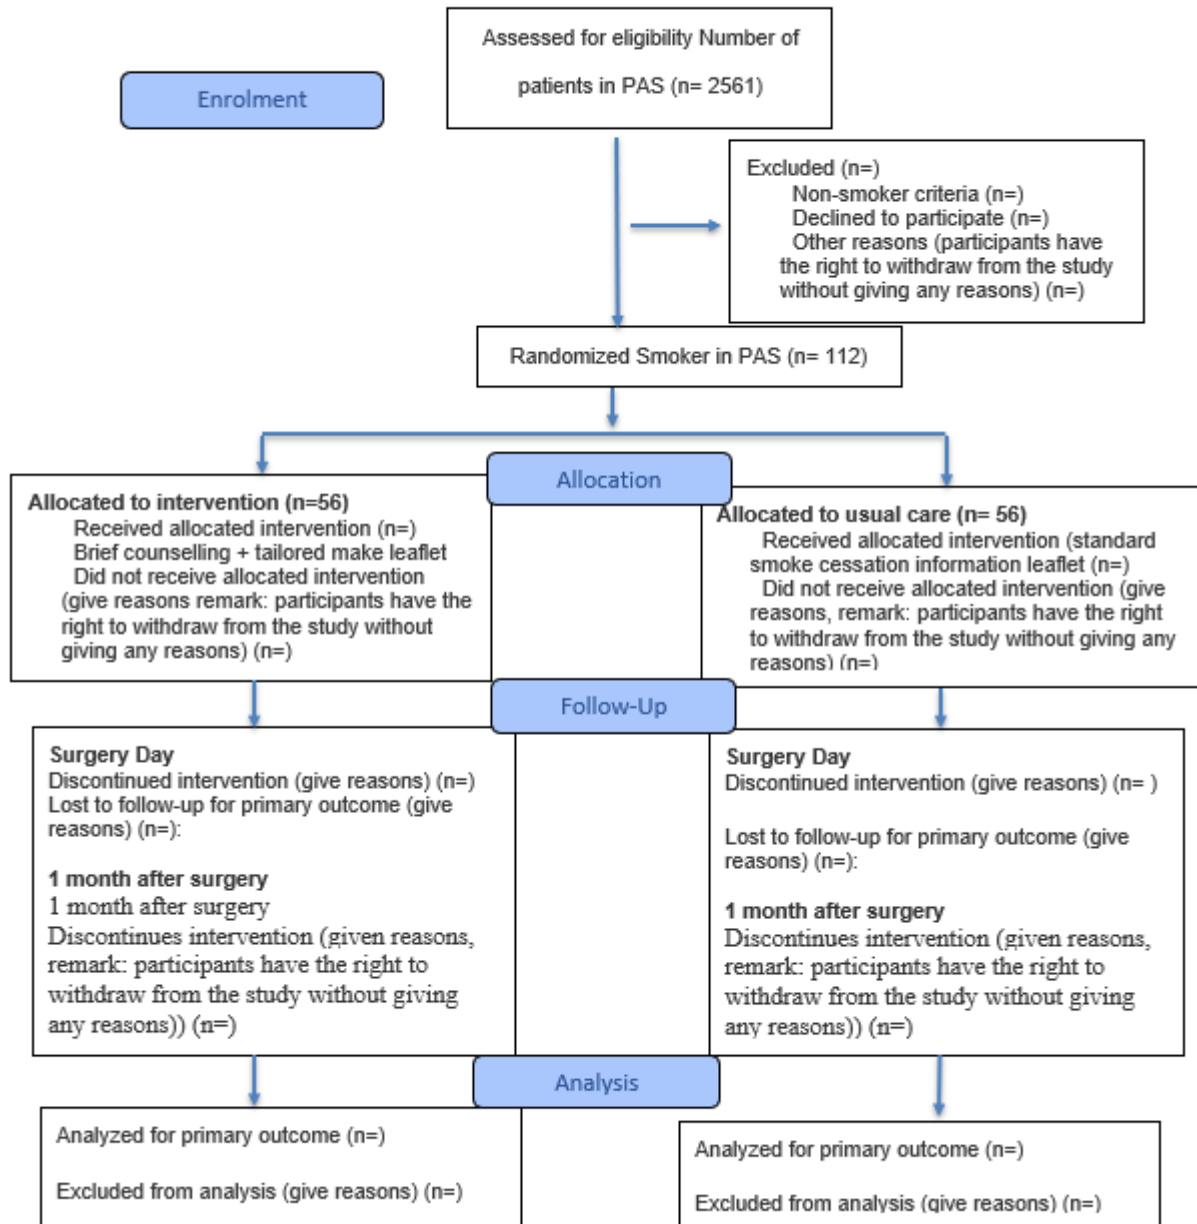 Assessed for eligibility Number of
patients in PAS (n= 2561)
Enrolment
Excluded (n=)
Non-smoker criteria (n=)
Declined to participate (n=)
Other reasons (participants have
the right to withdraw from the study
without giving any reasons) (n=)
Randomized Smoker in PAS (n= 112)
Allocation
Allocated to intervention (n=56)
Received allocated intervention (n=)
Brief counselling + tailored make leaflet
Did not receive allocated intervention
(give reasons remark: participants have the
right to withdraw from the study without
giving any reasons) (n=)
Allocated to usual care (n= 56)
Received allocated intervention (standard
smoke cessation information leaflet (n=)
Did not receive allocated intervention (give
reasons, remark: participants have the right
to withdraw from the study without giving any
reasons) (n=)
Follow-Up
Surgery Day
Discontinued intervention (give reasons) (n=)
Lost to follow-up for primary outcome (give
reasons) (n=):
1 month after surgery
1 month after surgery
Discontinues intervention (given reasons,
remark: participants have the right to
withdraw from the study without giving
any reasons)) (n=)
Surgery Day
Discontinued intervention (give reasons) (n= )
Lost to follow-up for primary outcome (give
reasons) (n=):
1 month after surgery
Discontinues intervention (given reasons,
remark: participants have the right to
withdraw from the study without giving
any reasons)) (n=)
Analysis
Analyzed for primary outcome (n=)
Excluded from analysis (give reasons) (n=)
Analyzed for primary outcome (n=)
Excluded from analysis (give reasons) (n=)